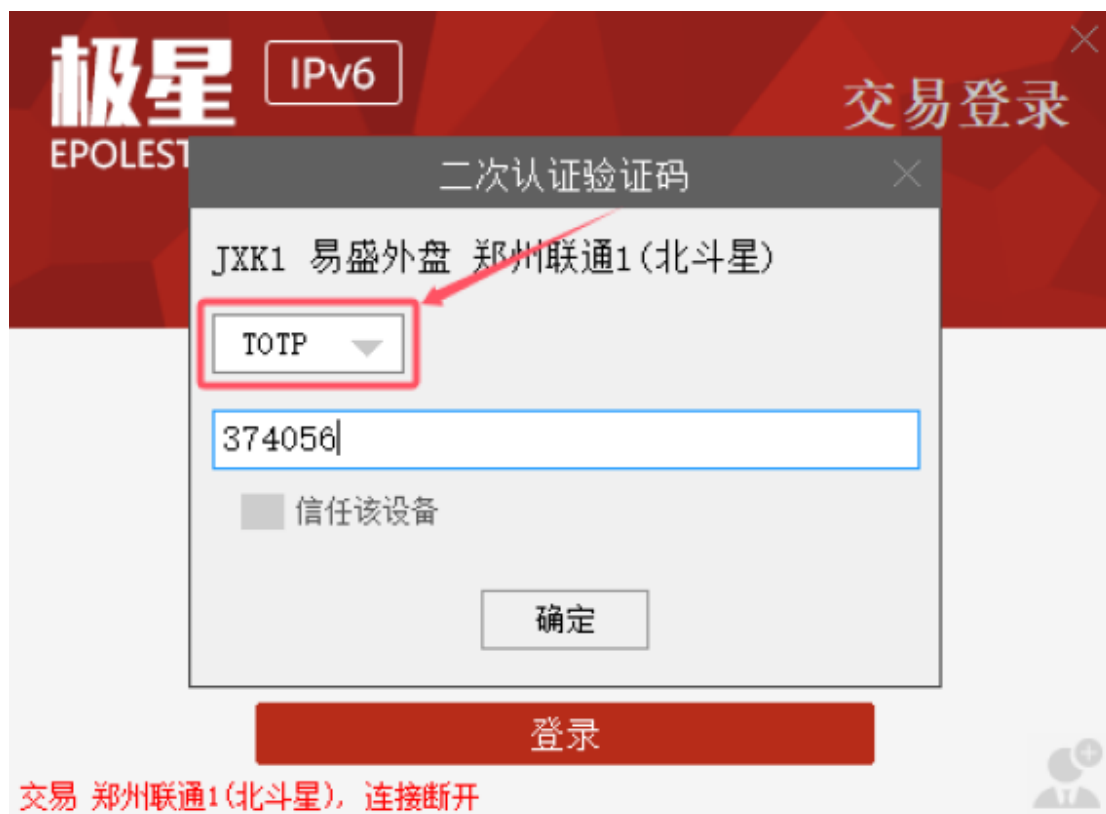 极星 IPv6
交易登录
EPOLEST
二次认证验证码
JXK1 易盛外盘 郑州联通1(北斗星)
TOTP
374056
信任该设备
确定
登录
交易 郑州联通1(北斗星), 连接断开